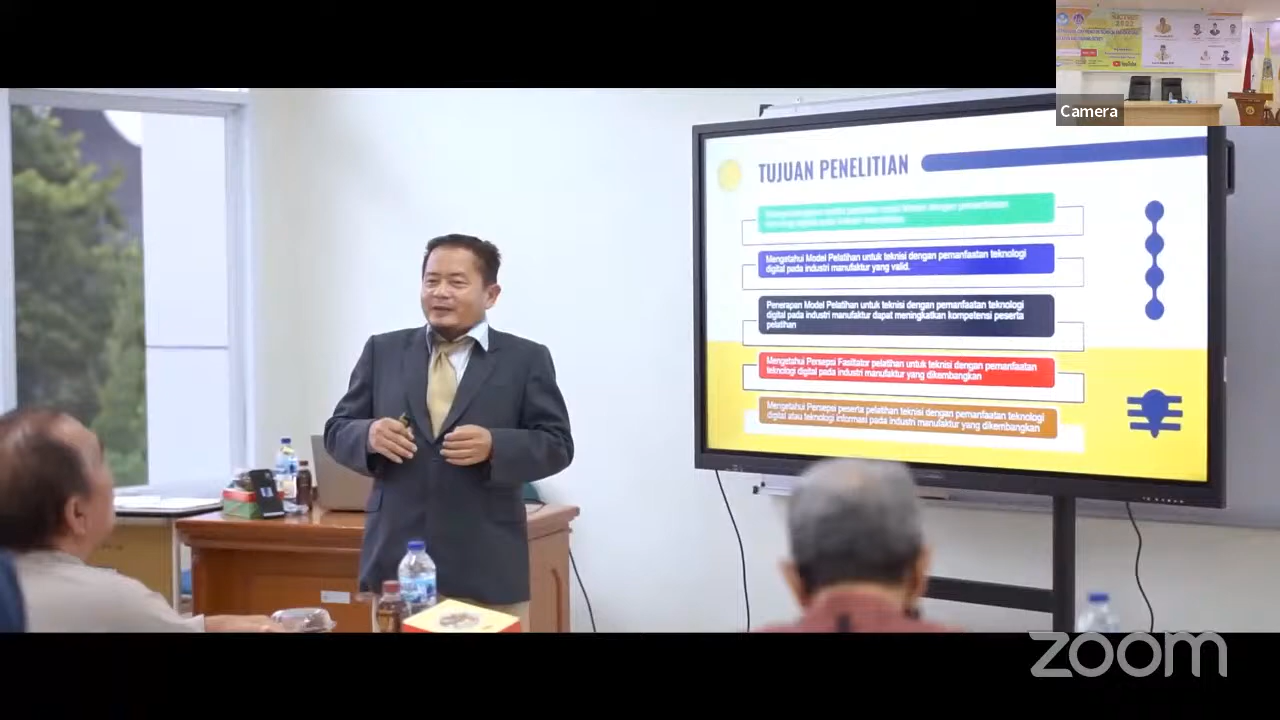 2022
YouTube
Camera
TUJUAN PENELITIAN
Mengetahui Model Pelatihan untuk teknisi dengan pemanfaatan teknologi
digital pada industri manufaktur yang valid.
Penerapan Model Pelatihan untuk teknisi dengan pemanfaatan teknologi
digital pada industri manufaktur dapat meningkatkan kompetensi peserta
pelatihan
Mengetahui Persepsi Fasitator pelatihan untuk teknisi dengan pemanfaatan
teknologi digital pada industri manufaktur yang dikembangkan
Mengetahui Persepsi peserta pelatihan teknisi dengan pemanfaatan teknologi
digital atau teknologi informasi pada industri manufaktur yang dikembangkan
zoom